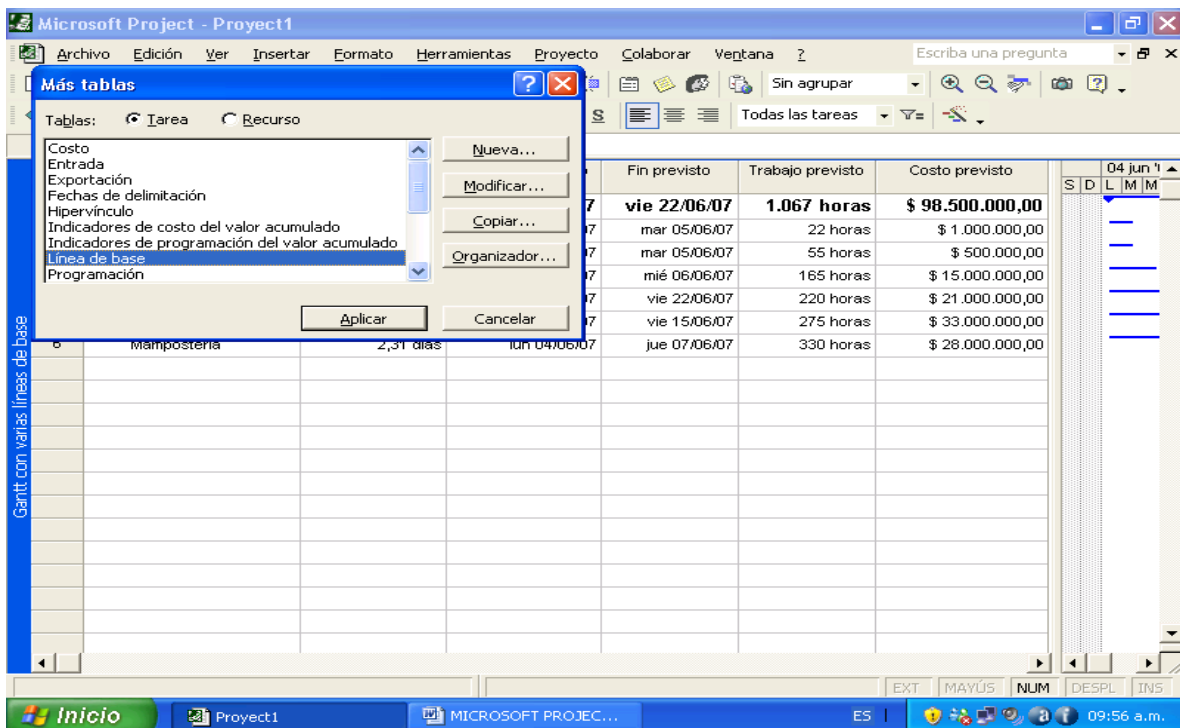 Microsoft Project - Proyect1
Archivo Edición Ver Insertar Formato Herramientas Proyecto Colaborar Ventana ? Escriba una pregunta
Más tablas
Sin agrupar
Tablas: Tarea Recurso
S Todas las tareas
Costo
Entrada
Exportación
Fechas de delimitación
Hipervínculo
Indicadores de costo del valor acumulado
Indicadores de programación del valor acumulado
Línea de base
Programación
Nueva...
Modificar...
Copiar...
Organizador...
Aplicar Cancelar
Fin previsto Trabajo previsto Costo previsto
04 jun '
S D L M M
7 vie 22/06/07 1.067 horas $ 98.500.000,00
17 mar 05/06/07 22 horas $ 1.000.000,00
17 mar 05/06/07 55 horas $ 500.000,00
17 mié 06/06/07 165 horas $ 15.000.000,00
17 vie 22/06/07 220 horas $ 21.000.000,00
17 vie 15/06/07 275 horas $ 33.000.000,00
6 Mampostería 2,31 días lun 04/06/07 jue 07/06/07 330 horas $ 28.000.000,00
Gantt con varias líneas de base
EXT MAYÚS NUM DESPL INS
Inicio Proyect1 MICROSOFT PROJEC... ES 09:56 a.m.